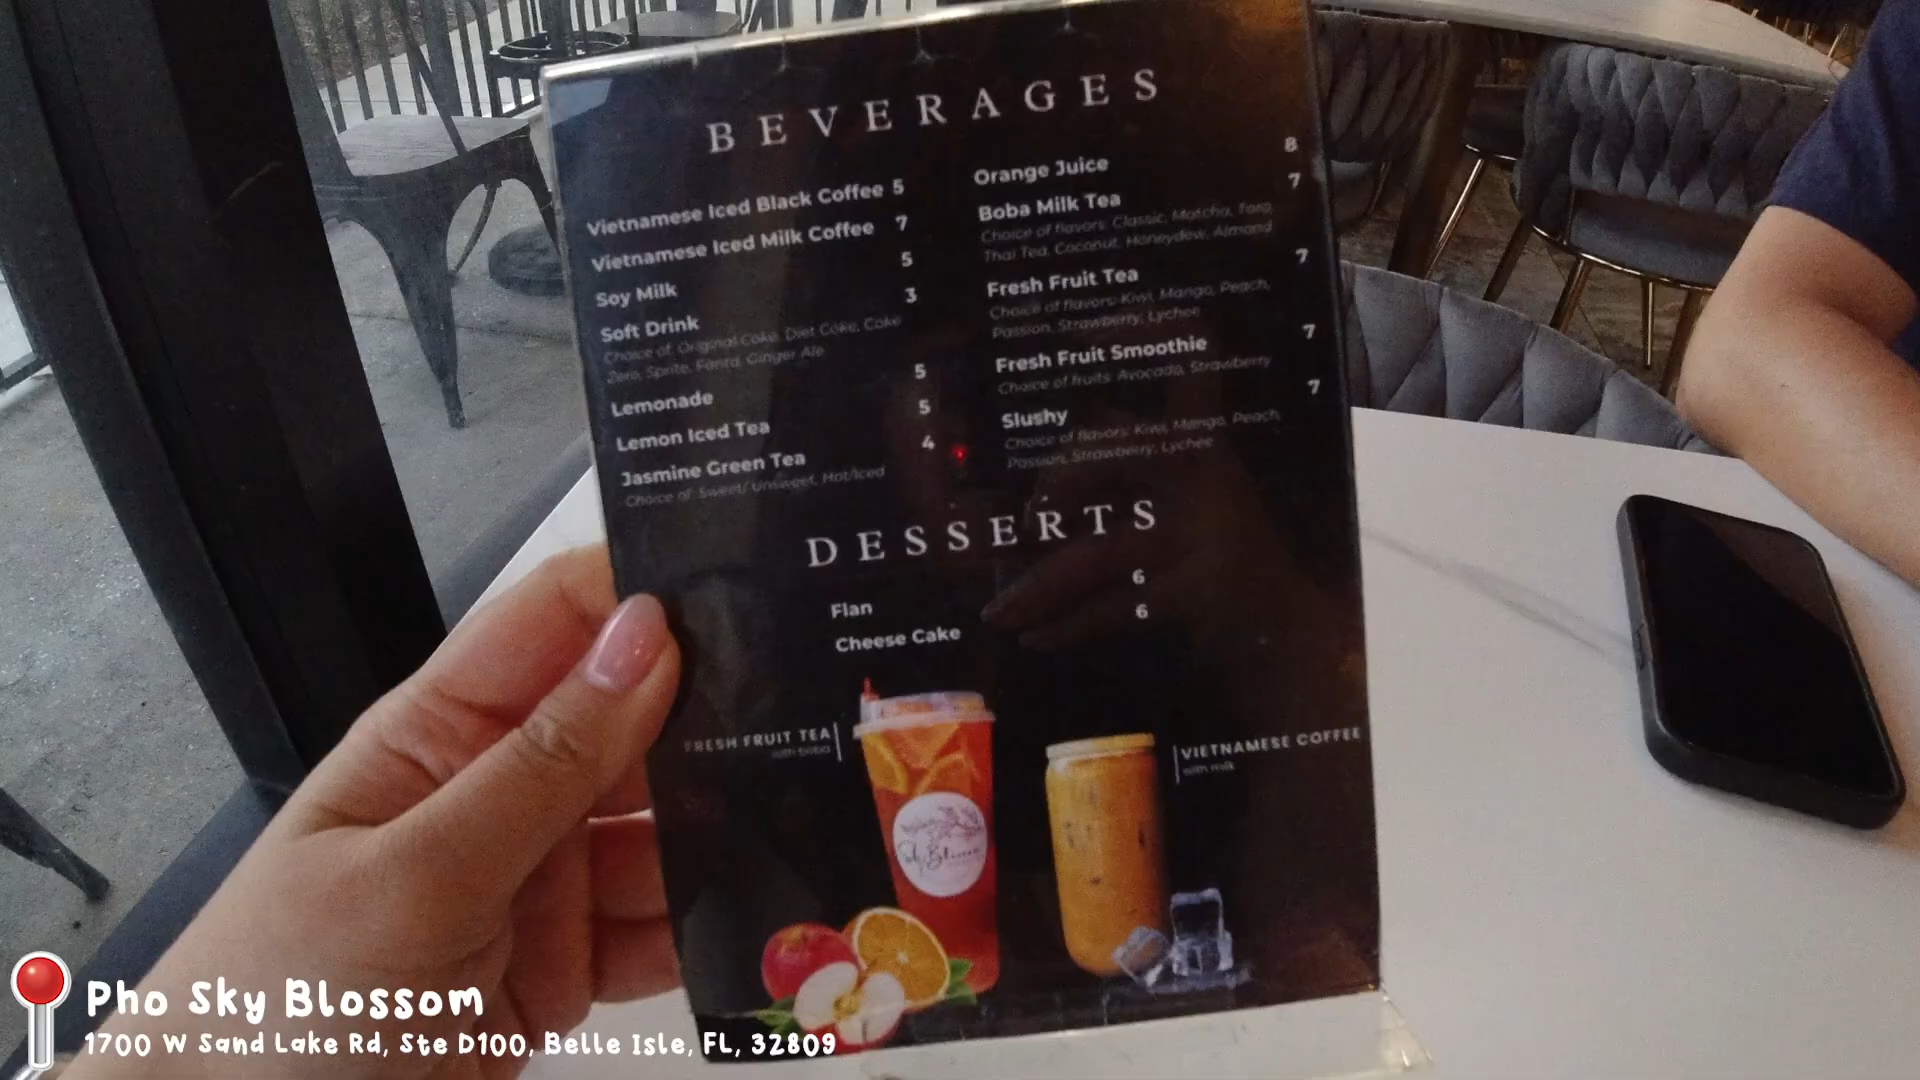 BEVERAGES
Vietnamese Iced Black Coffee 5
Vietnamese Iced Milk Coffee 7
Soy Milk 5
Soft Drink 3
Choice of: Original Coke, Diet Coke, Coke
Zero, Sprite, Fanta, Ginger Ale
Lemonade 5
Lemon Iced Tea 5
Jasmine Green Tea 4
Choice of: Sweet/ Unsweet, Hot/Iced
Orange Juice 8
Boba Milk Tea 7
Choice of flavors: Classic, Matcha, Taro,
Thai Tea, Coconut, Honeydew, Almond
Fresh Fruit Tea 7
Choice of flavors: Kiwi, Mango, Peach,
Passion, Strawberry, Lychee
Fresh Fruit Smoothie 7
Choice of fruits: Avocado, Strawberry
Slushy 7
Choice of flavors: Kiwi, Mango, Peach,
Passion, Strawberry, Lychee
DESSERTS
Flan 6
Cheese Cake 6
FRESH FRUIT TEA
with boba
VIETNAMESE COFFEE
with milk
Sky Blossom
Pho Sky Blossom
1700 W Sand Lake Rd, Ste D100, Belle Isle, FL, 32809